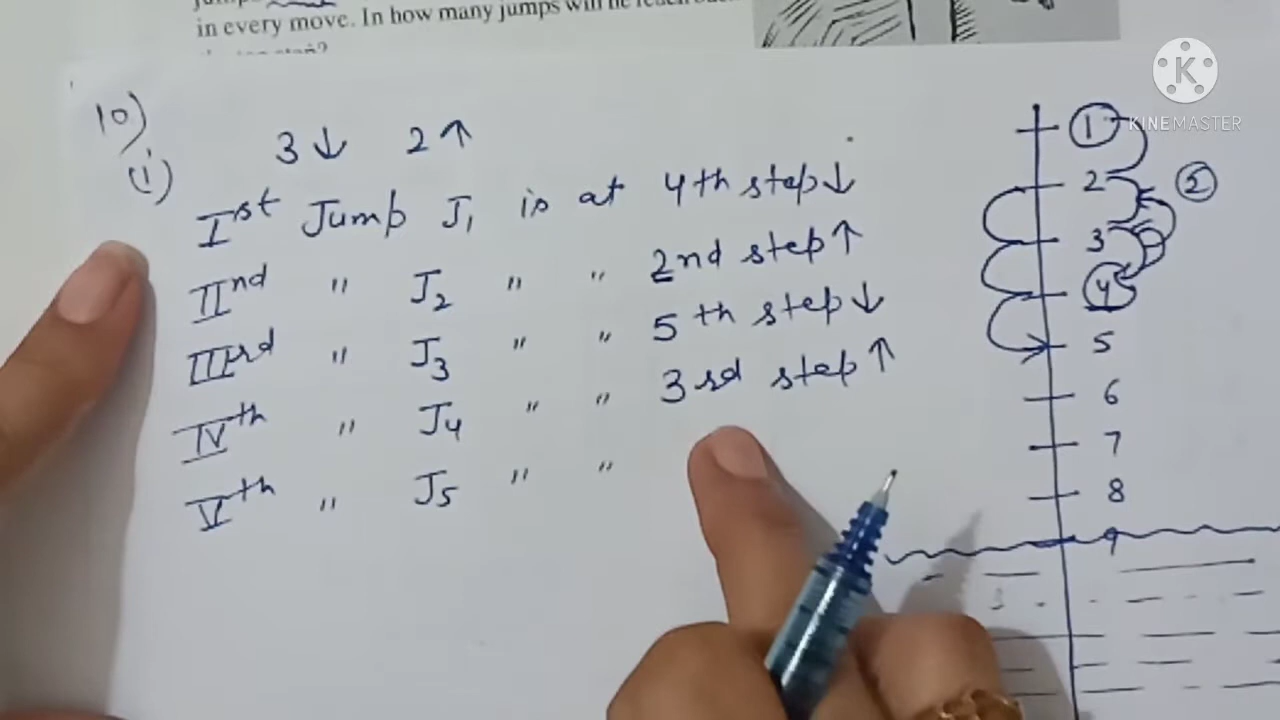 in every move. In how many jumps will he reach
10)
(i)
3↓ 2↑
Ist Jump J1 is at 4th step↓
IInd " J2 " " 2nd step↑
IIIrd " J3 " " 5th step↓
IVth " J4 " " 3rd step↑
Vth " J5 " "
1
2
2
3
4
5
6
7
8
9
K
KINEMASTER